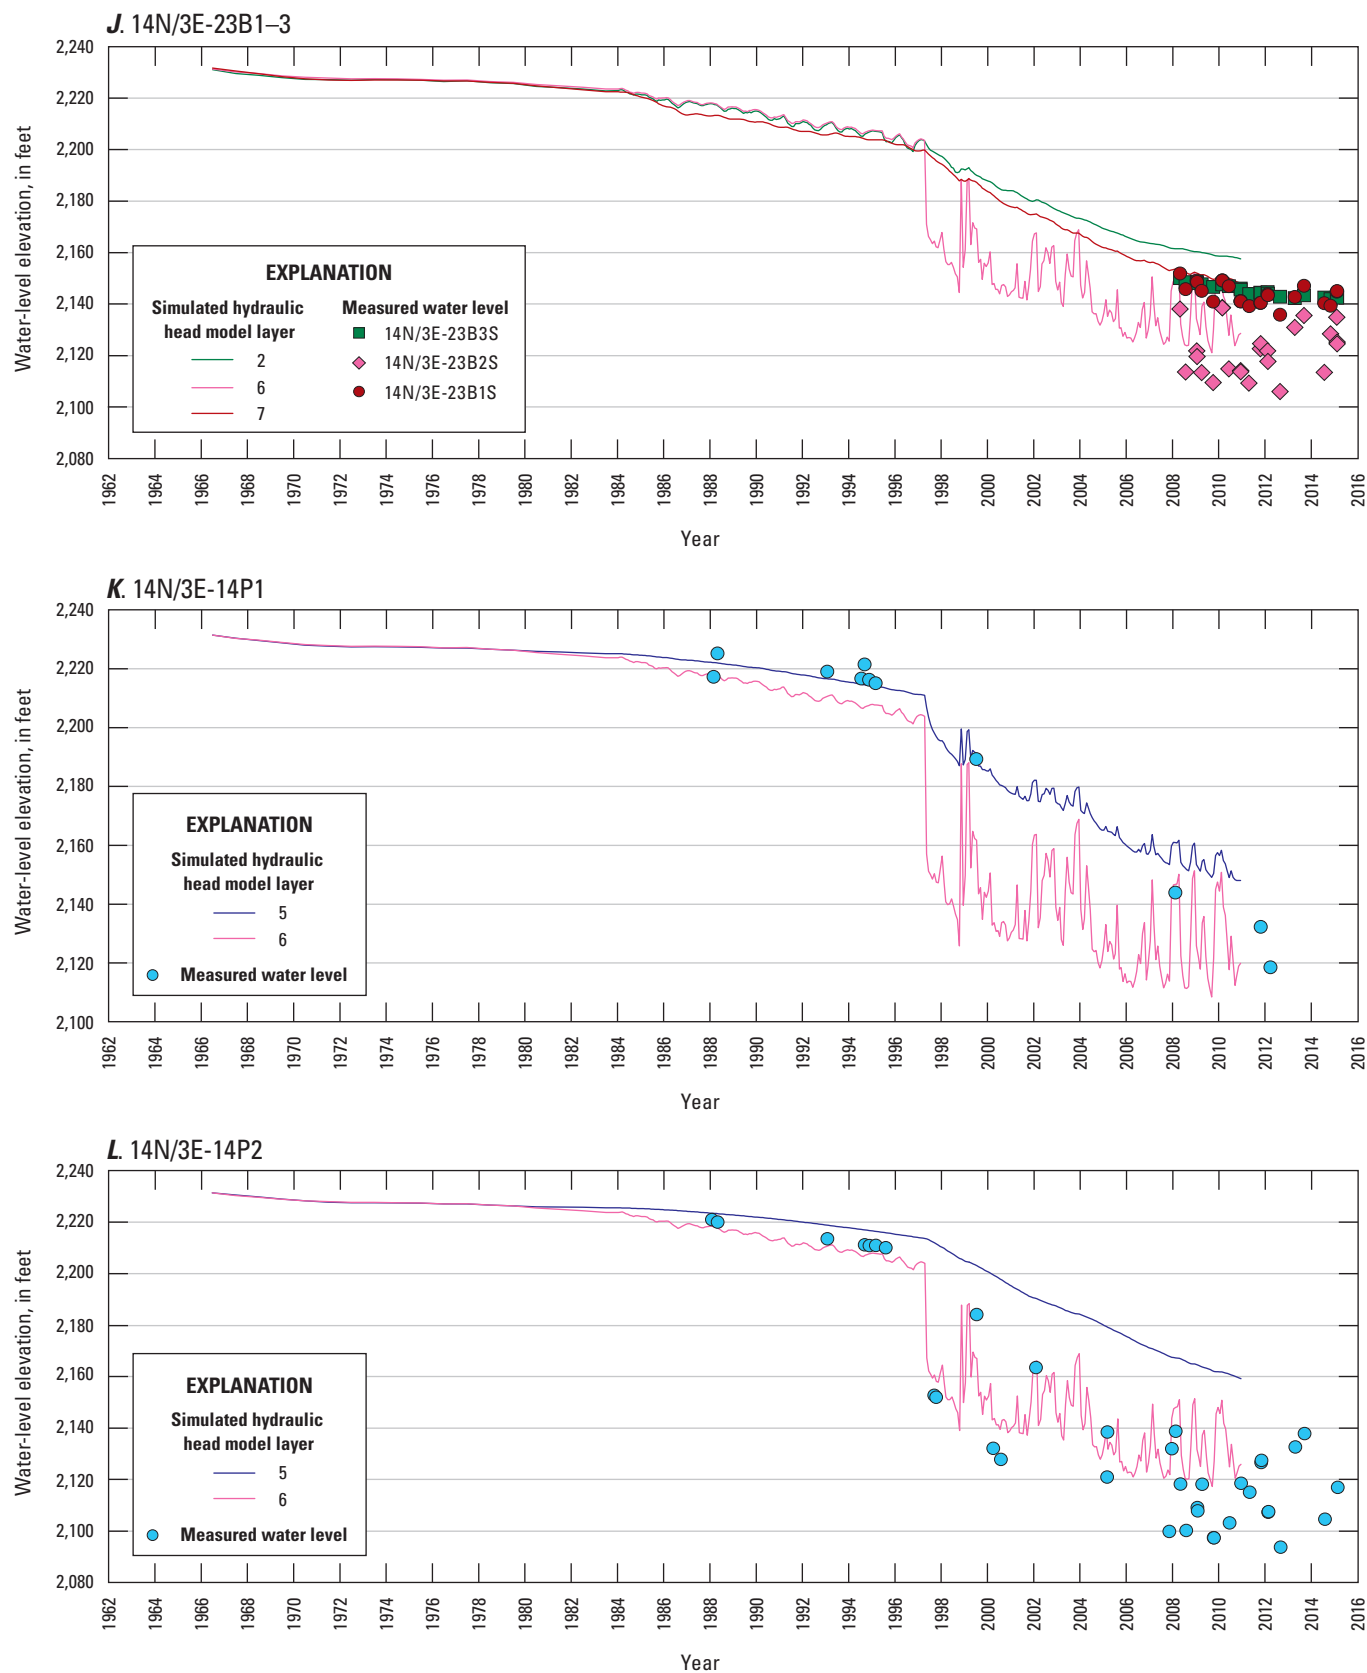 J. 14N/3E-23B1–3
2,240
2,220
2,200
2,180
2,160
2,140
2,120
2,100
2,080
Water-level elevation, in feet
EXPLANATION
Simulated hydraulic head model layer
2
6
7
Measured water level
14N/3E-23B3S
14N/3E-23B2S
14N/3E-23B1S
1962 1964 1966 1968 1970 1972 1974 1976 1978 1980 1982 1984 1986 1988 1990 1992 1994 1996 1998 2000 2002 2004 2006 2008 2010 2012 2014 2016
Year
K. 14N/3E-14P1
2,240
2,220
2,200
2,180
2,160
2,140
2,120
2,100
Water-level elevation, in feet
EXPLANATION
Simulated hydraulic
head model layer
5
6
Measured water level
1962 1964 1966 1968 1970 1972 1974 1976 1978 1980 1982 1984 1986 1988 1990 1992 1994 1996 1998 2000 2002 2004 2006 2008 2010 2012 2014 2016
Year
L. 14N/3E-14P2
2,240
2,220
2,200
2,180
2,160
2,140
2,120
2,100
2,080
Water-level elevation, in feet
EXPLANATION
Simulated hydraulic
head model layer
5
6
Measured water level
1962 1964 1966 1968 1970 1972 1974 1976 1978 1980 1982 1984 1986 1988 1990 1992 1994 1996 1998 2000 2002 2004 2006 2008 2010 2012 2014 2016
Year